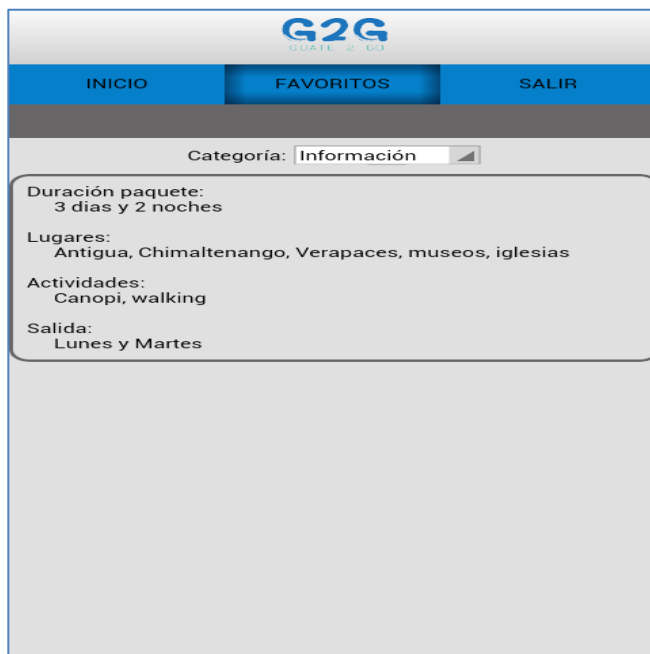 G2G
GUATE 2 GO
INICIO FAVORITOS SALIR
Categoría: Información
Duración paquete:
3 dias y 2 noches
Lugares:
Antigua, Chimaltenango, Verapaces, museos, iglesias
Actividades:
Canopi, walking
Salida:
Lunes y Martes